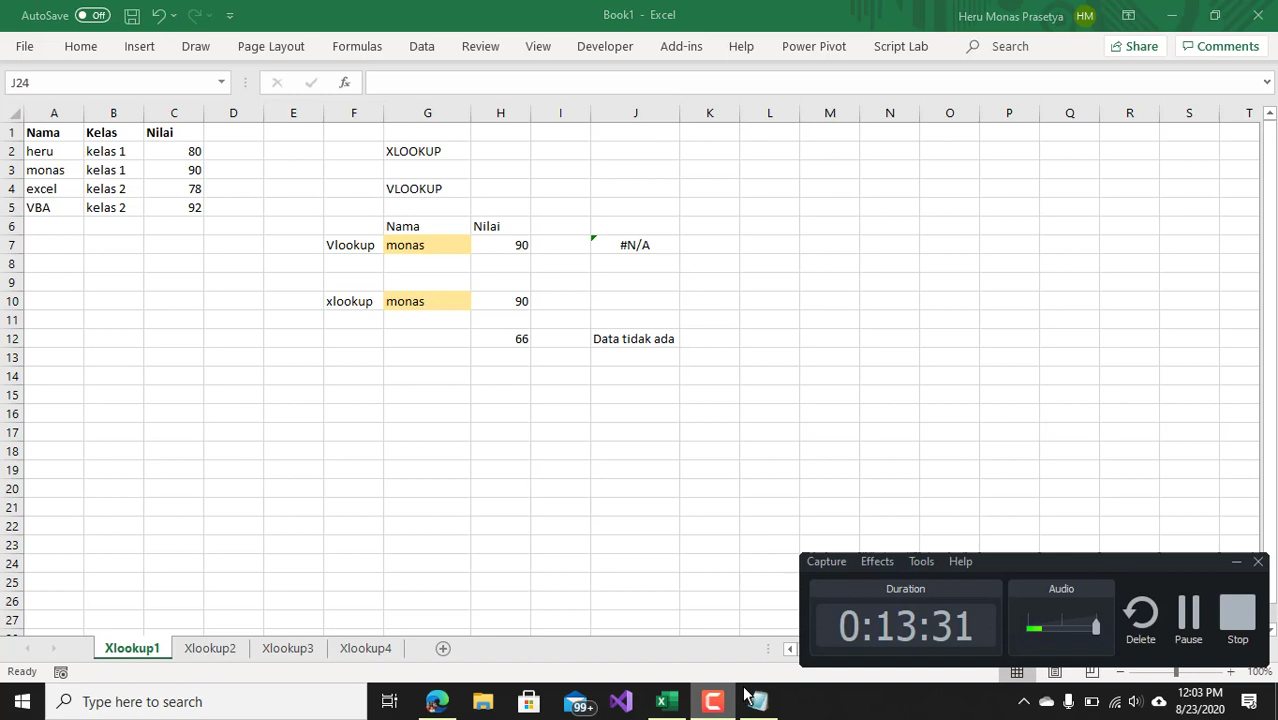 AutoSave Off Book1 - Excel Heru Monas Prasetya HM
File Home Insert Draw Page Layout Formulas Data Review View Developer Add-ins Help Power Pivot Script Lab Search Share Comments
J24 fx
A B C D E F G H I J K L M N O P Q R S T
1 Nama Kelas Nilai
2 heru kelas 1 80 XLOOKUP
3 monas kelas 1 90
4 excel kelas 2 78 VLOOKUP
5 VBA kelas 2 92
6 Nama Nilai
7 Vlookup monas 90 #N/A
8
9
10 xlookup monas 90
11
12 66 Data tidak ada
13
14
15
16
17
18
19
20
21
22
23
24
25
26
27
Capture Effects Tools Help
Duration Audio
0:13:31
Delete Pause Stop
Xlookup1 Xlookup2 Xlookup3 Xlookup4
Ready 100%
Type here to search 99+ 12:03 PM
8/23/2020